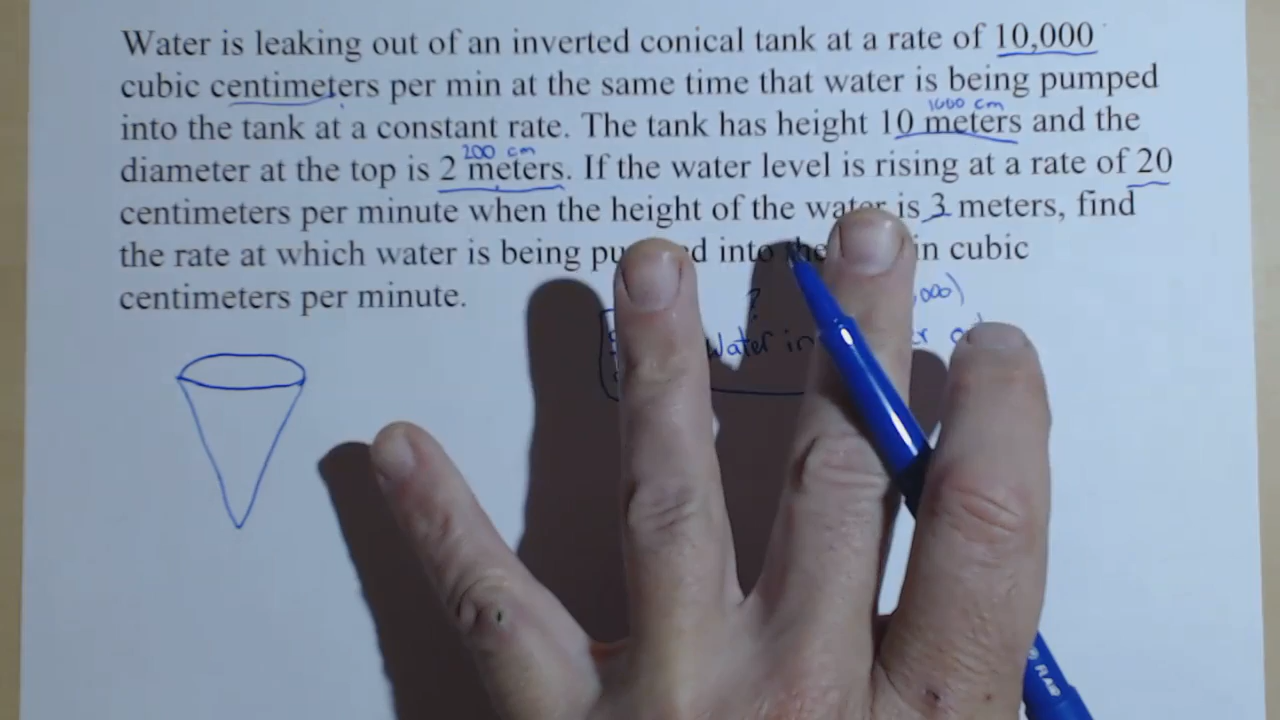 Water is leaking out of an inverted conical tank at a rate of 10,000
cubic centimeters per min at the same time that water is being pumped
1000 cm
into the tank at a constant rate. The tank has height 10 meters and the
200 cm
diameter at the top is 2 meters. If the water level is rising at a rate of 20
centimeters per minute when the height of the water is 3 meters, find
the rate at which water is being pu d into the in cubic
centimeters per minute.
? ,000)
Water in
FLAIR